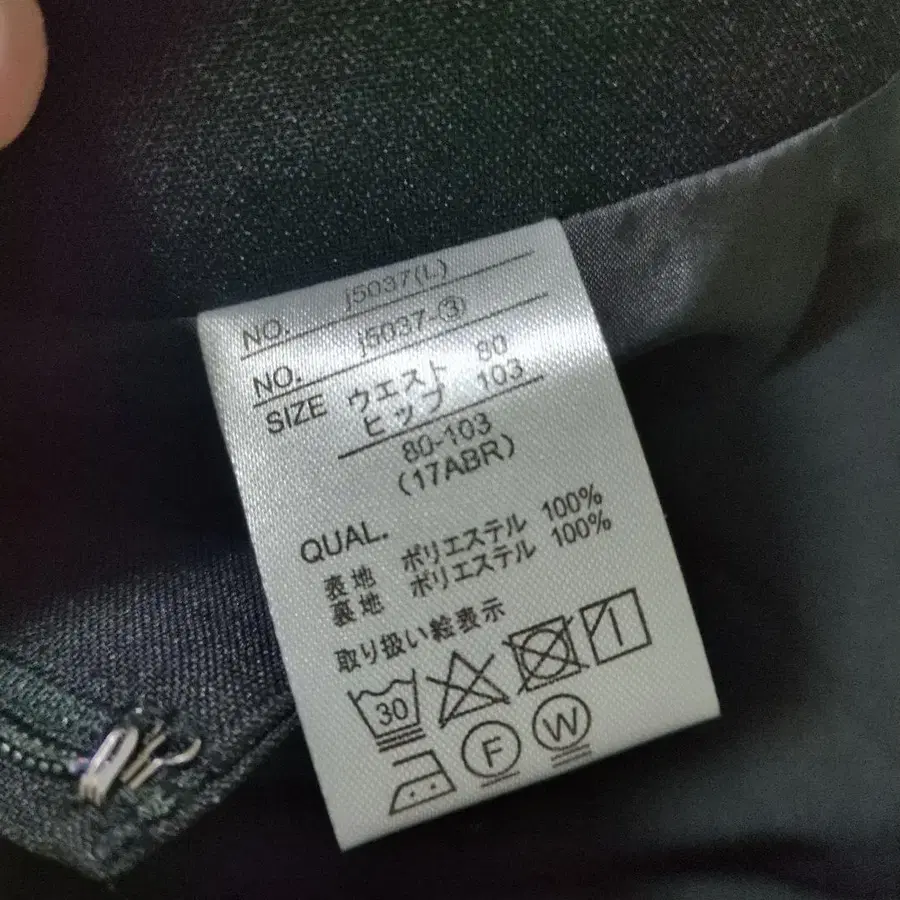 NO. j5037(L)
NO. j5037-③
SIZE ウエスト 80
ヒップ 103
80-103
(17ABR)
QUAL.
表地 ポリエステル 100%
裏地 ポリエステル 100%
取り扱い絵表示
30
F W